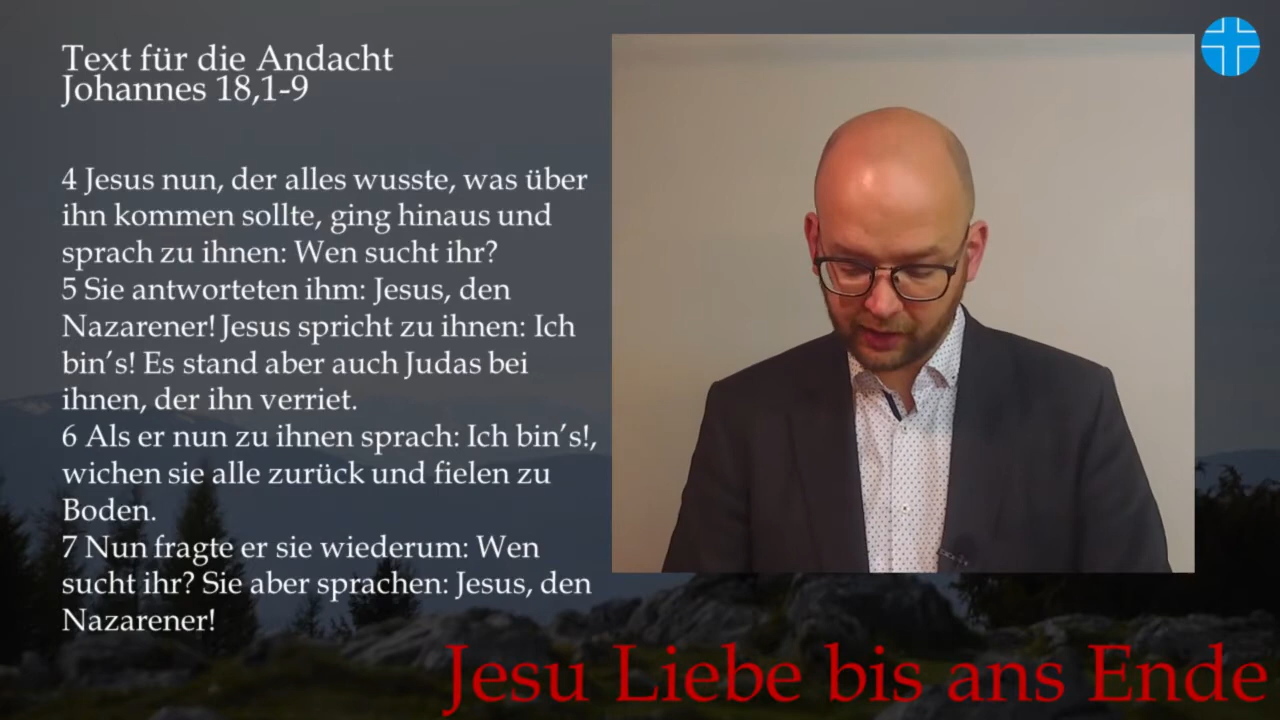 Text für die Andacht
Johannes 18,1-9
4 Jesus nun, der alles wusste, was über
ihn kommen sollte, ging hinaus und
sprach zu ihnen: Wen sucht ihr?
5 Sie antworteten ihm: Jesus, den
Nazarener! Jesus spricht zu ihnen: Ich
bin’s! Es stand aber auch Judas bei
ihnen, der ihn verriet.
6 Als er nun zu ihnen sprach: Ich bin’s!,
wichen sie alle zurück und fielen zu
Boden.
7 Nun fragte er sie wiederum: Wen
sucht ihr? Sie aber sprachen: Jesus, den
Nazarener!
Jesu Liebe bis ans Ende